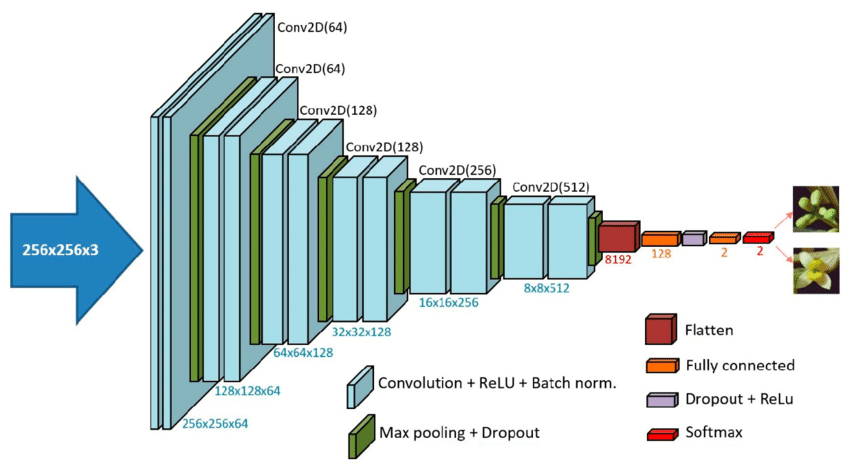 Conv2D(64)
Conv2D(64)
Conv2D(128)
Conv2D(128)
Conv2D(256)
Conv2D(512)
256x256x3
8192
128
2
2
8x8x512
16x16x256
32x32x128
64x64x128
128x128x64
256x256x64
Convolution + ReLU + Batch norm.
Max pooling + Dropout
Flatten
Fully connected
Dropout + ReLu
Softmax